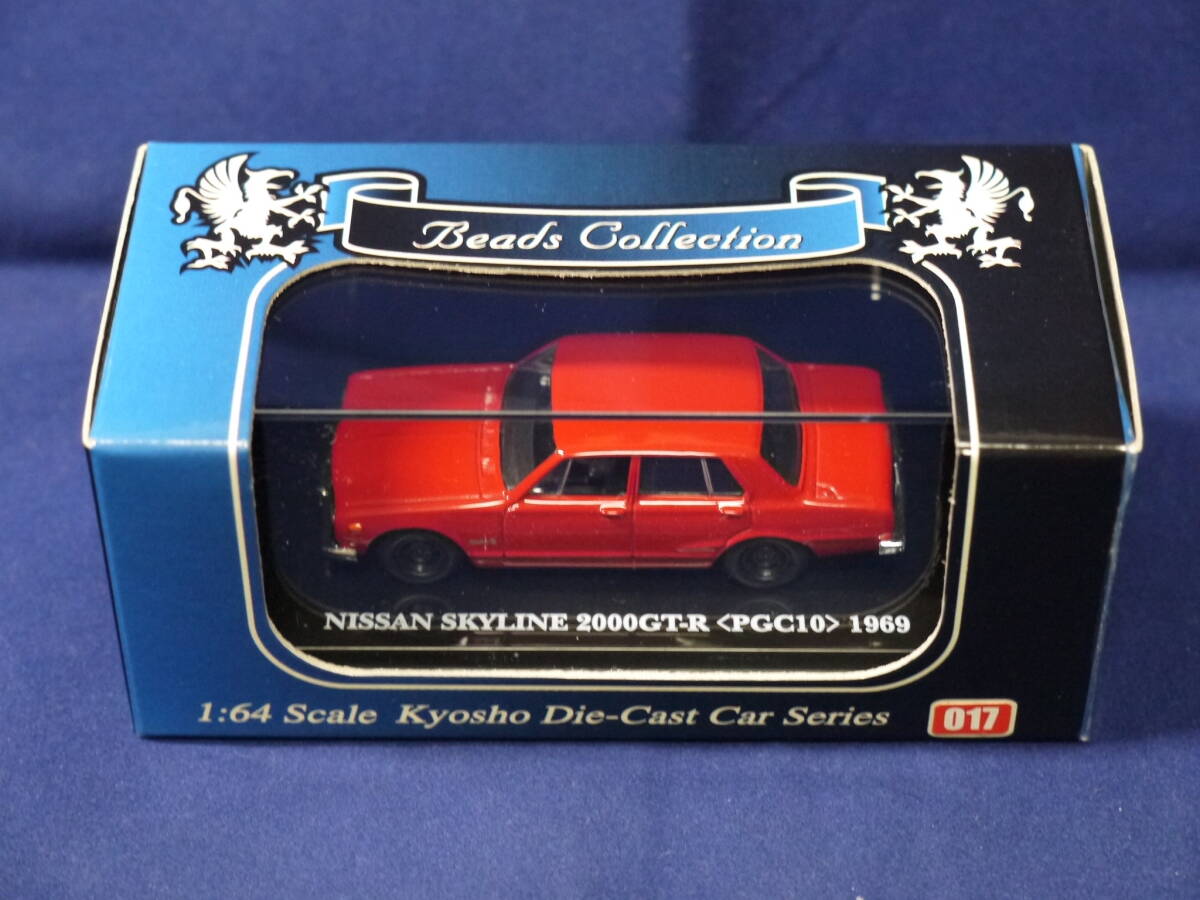 Beads Collection
NISSAN SKYLINE 2000GT-R <PGC10> 1969
1:64 Scale Kyosho Die-Cast Car Series
017